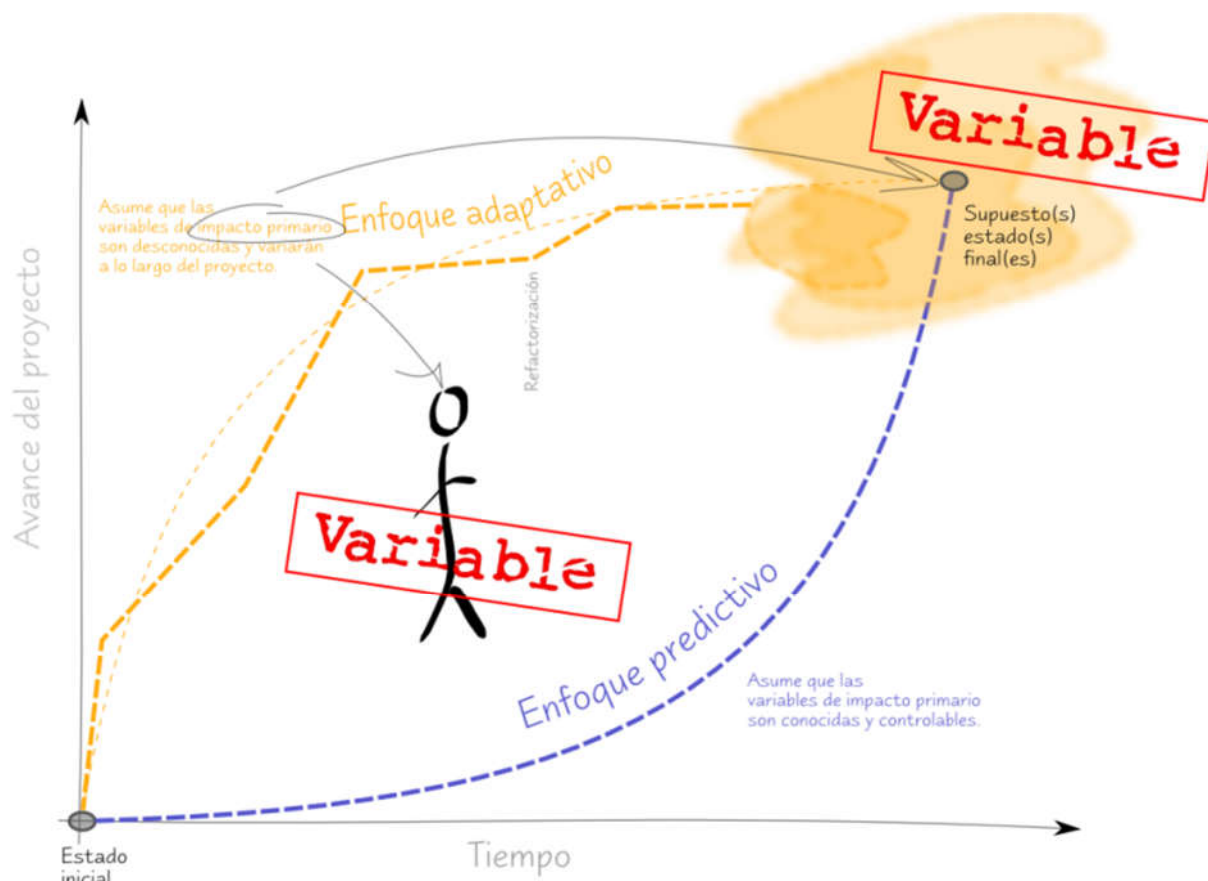 Variable
Enfoque adaptativo
Asume que las
variables de impacto primario
son desconocidas y variarán
a lo largo del proyecto.
Supuesto(s)
estado(s)
final(es)
Avance del proyecto
Refactorización
Variable
Enfoque predictivo
Asume que las
variables de impacto primario
son conocidas y controlables.
Tiempo
Estado
inicial